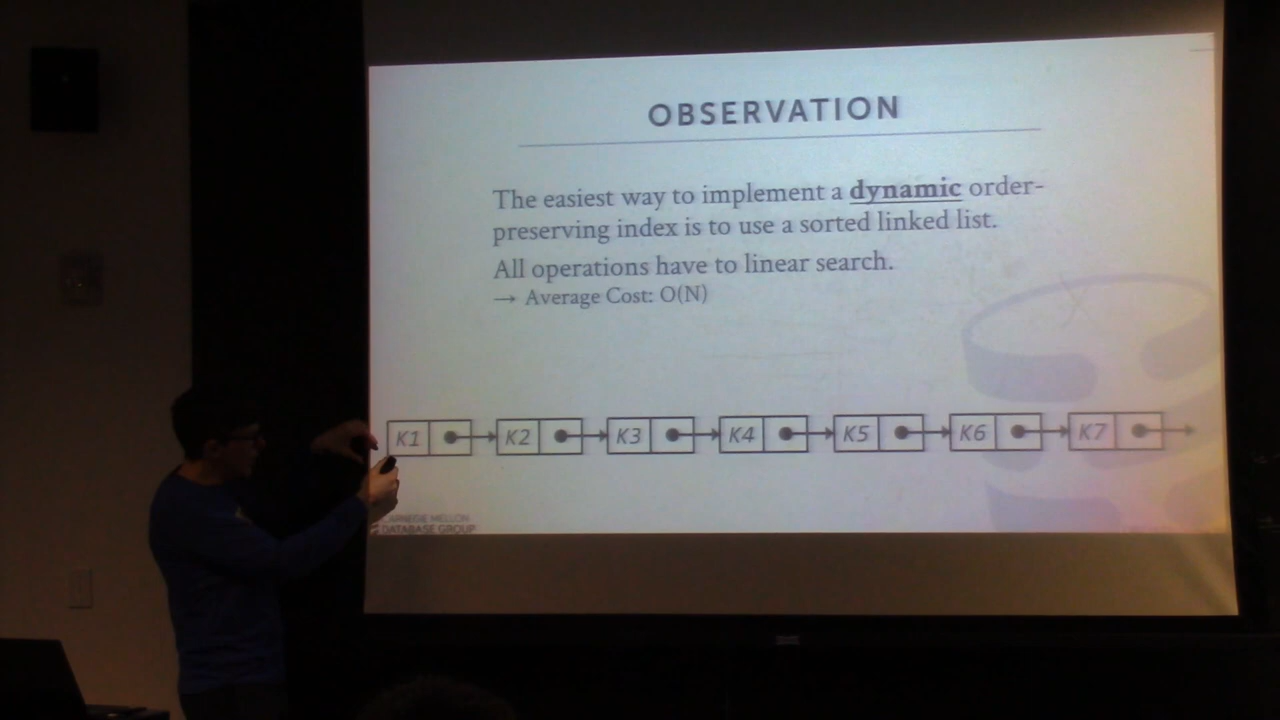 OBSERVATION
The easiest way to implement a dynamic order-
preserving index is to use a sorted linked list.
All operations have to linear search.
→ Average Cost: O(N)
K1 K2 K3 K4 K5 K6 K7
CARNEGIE MELLON
DATABASE GROUP